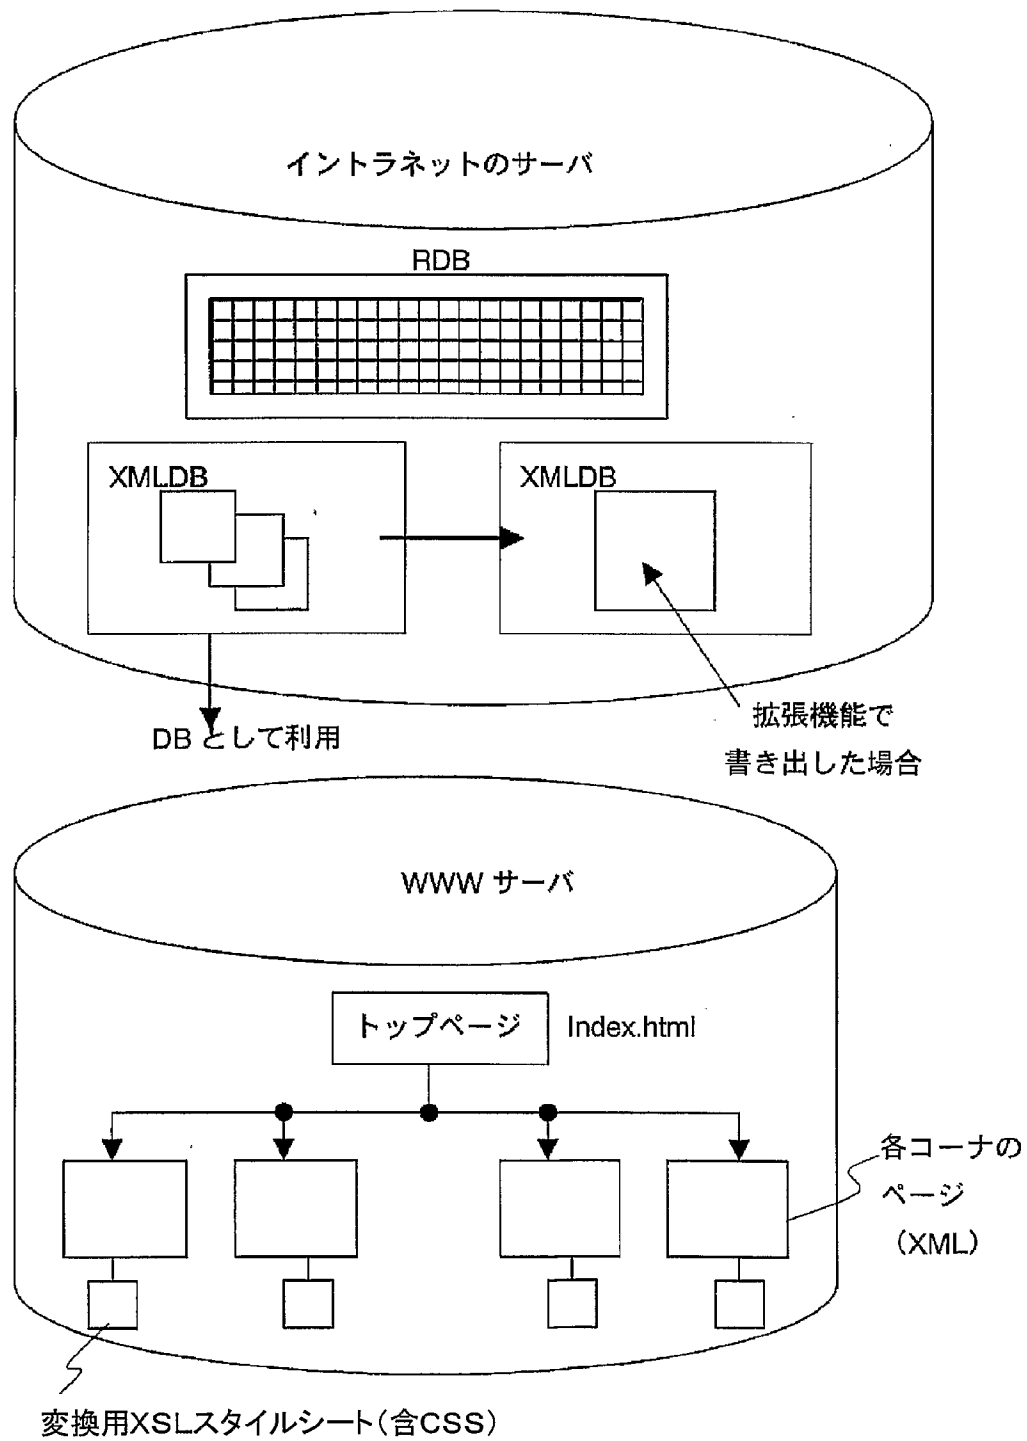 イントラネットのサーバ
RDB
XMLDB
XMLDB
DBとして利用
拡張機能で
書き出した場合
WWW サーバ
トップページ
Index.html
各コーナの
ページ
(XML)
変換用XSLスタイルシート(含CSS)